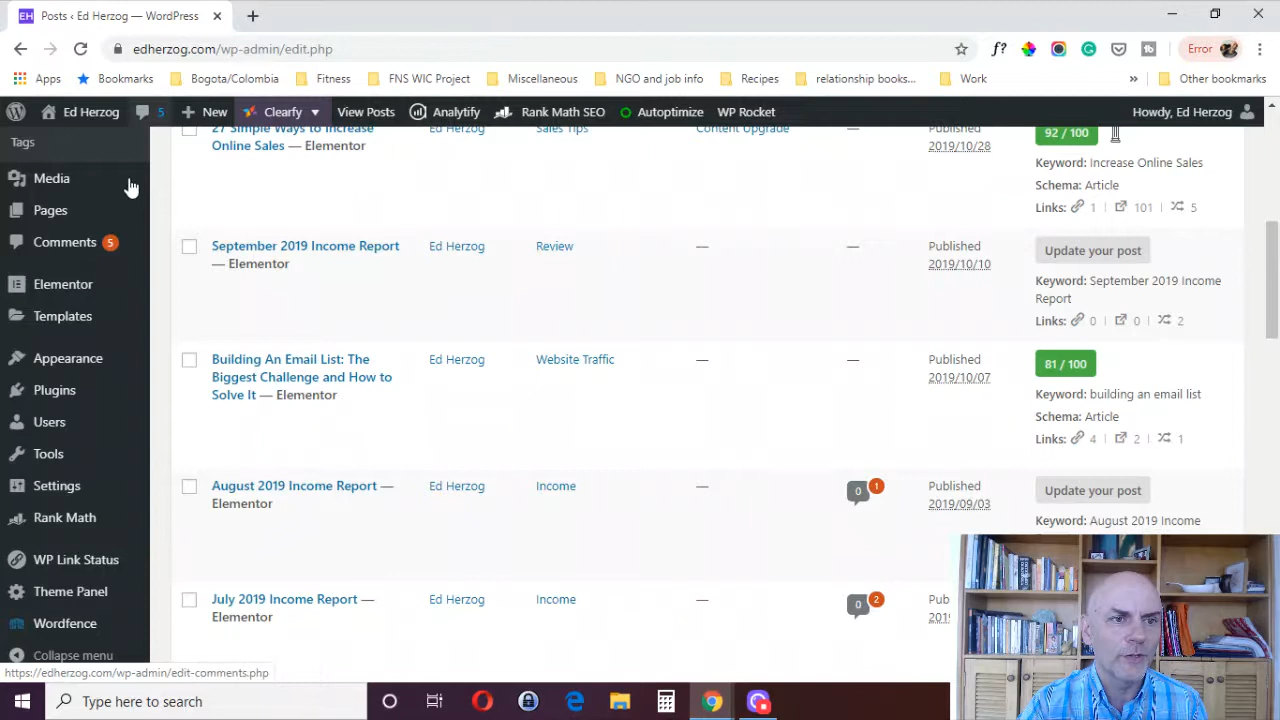 EH Posts ‹ Ed Herzog — WordPress
edherzog.com/wp-admin/edit.php
f? Error
Apps Bookmarks Bogota/Colombia Fitness FNS WIC Project Miscellaneous NGO and job info Recipes relationship books... Work » Other bookmarks
Ed Herzog 5 + New Clearfy View Posts Analytify Rank Math SEO Autoptimize WP Rocket Howdy, Ed Herzog
Tags
Media
Pages
Comments 5
Elementor
Templates
Appearance
Plugins
Users
Tools
Settings
Rank Math
WP Link Status
Theme Panel
Wordfence
Collapse menu
27 Simple Ways to Increase Ed Herzog Sales Tips Content Upgrade — Published 92 / 100
Online Sales — Elementor 2019/10/28
Keyword: Increase Online Sales
Schema: Article
Links: 1 | 101 | 5
September 2019 Income Report Ed Herzog Review — — Published Update your post
— Elementor 2019/10/10
Keyword: September 2019 Income
Report
Links: 0 | 0 | 2
Building An Email List: The Ed Herzog Website Traffic — — Published 81 / 100
Biggest Challenge and How to 2019/10/07
Solve It — Elementor Keyword: building an email list
Schema: Article
Links: 4 | 2 | 1
August 2019 Income Report — Ed Herzog Income — 0 1 Published Update your post
Elementor 2019/09/03
Keyword: August 2019 Income
July 2019 Income Report — Ed Herzog Income — 0 2 Pub
Elementor 201
https://edherzog.com/wp-admin/edit-comments.php
Type here to search